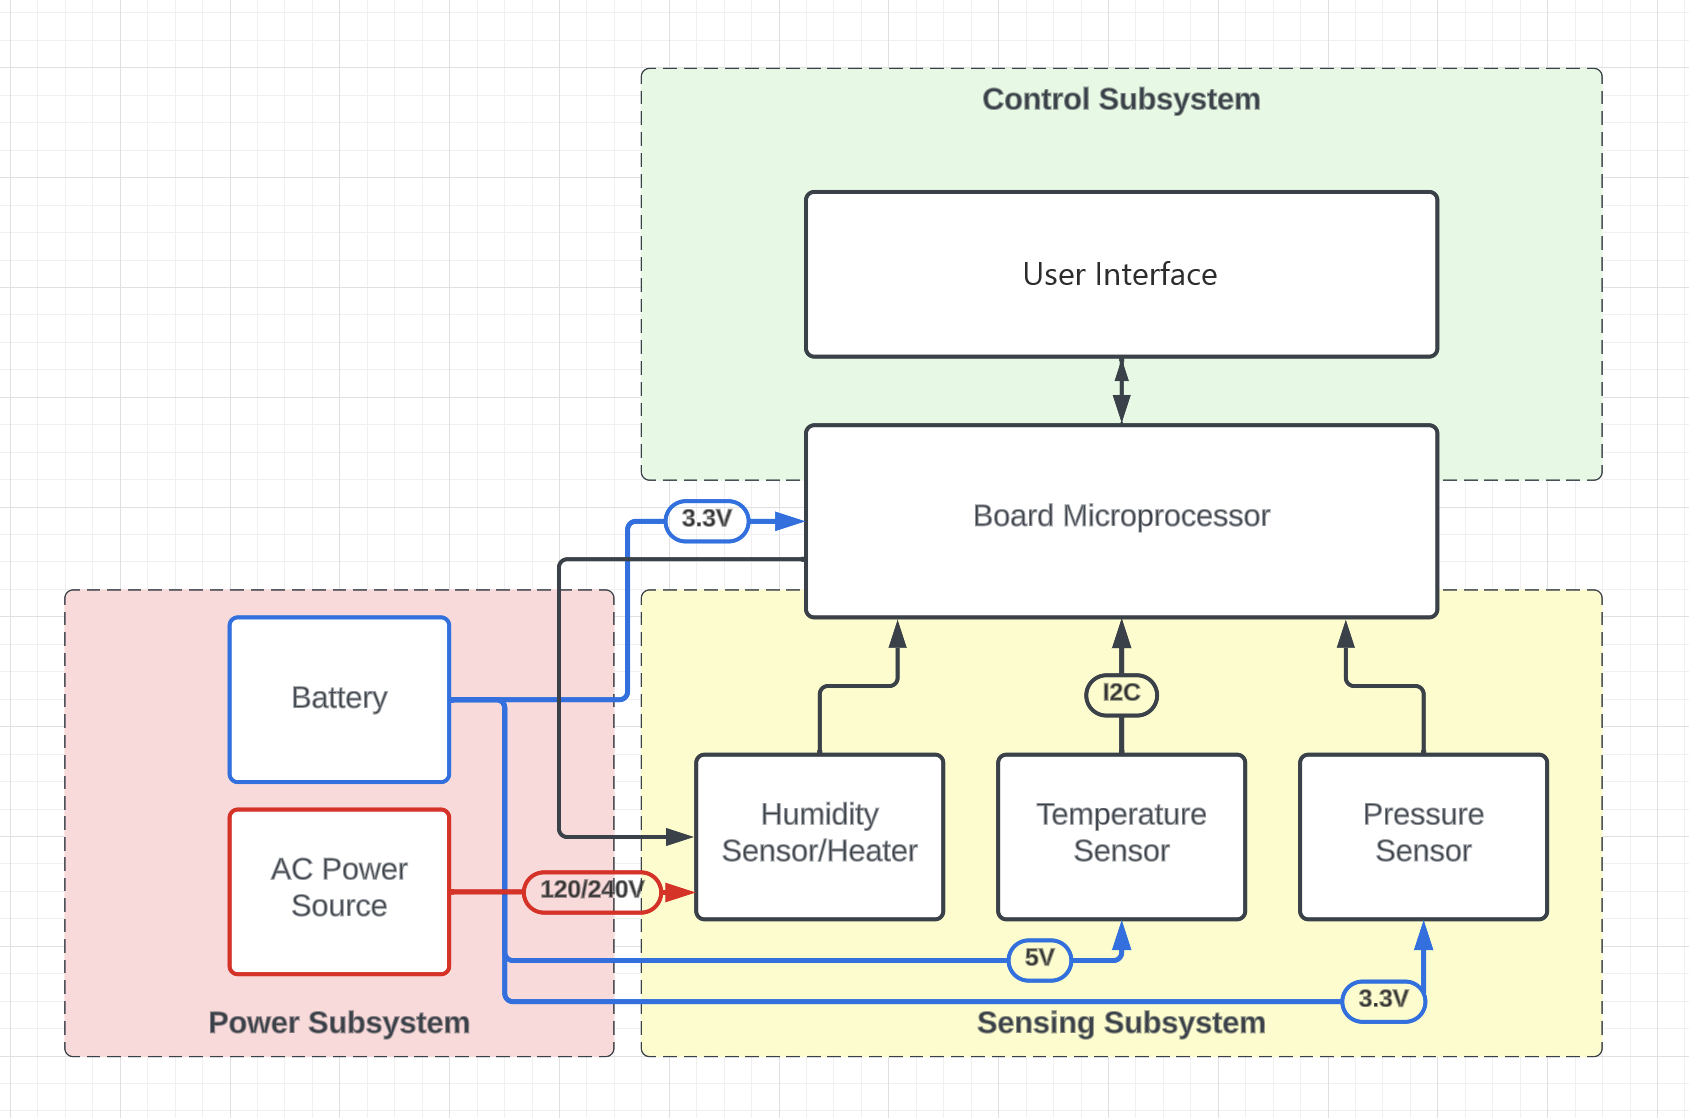 Control Subsystem
User Interface
3.3V
Board Microprocessor
Battery
I2C
Humidity
Sensor/Heater
Temperature
Sensor
Pressure
Sensor
AC Power
Source
120/240V
5V
3.3V
Power Subsystem
Sensing Subsystem